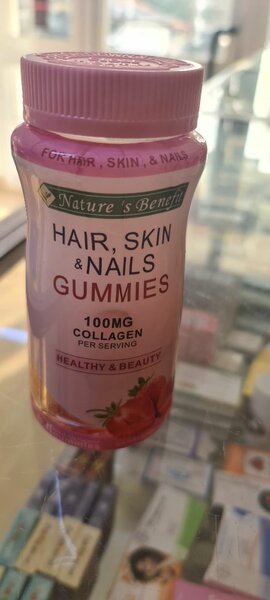 FOR HAIR, SKIN, & NAILS
Nature's Benefit
HAIR, SKIN
& NAILS
GUMMIES
100MG
COLLAGEN
PER SERVING
HEALTHY & BEAUTY